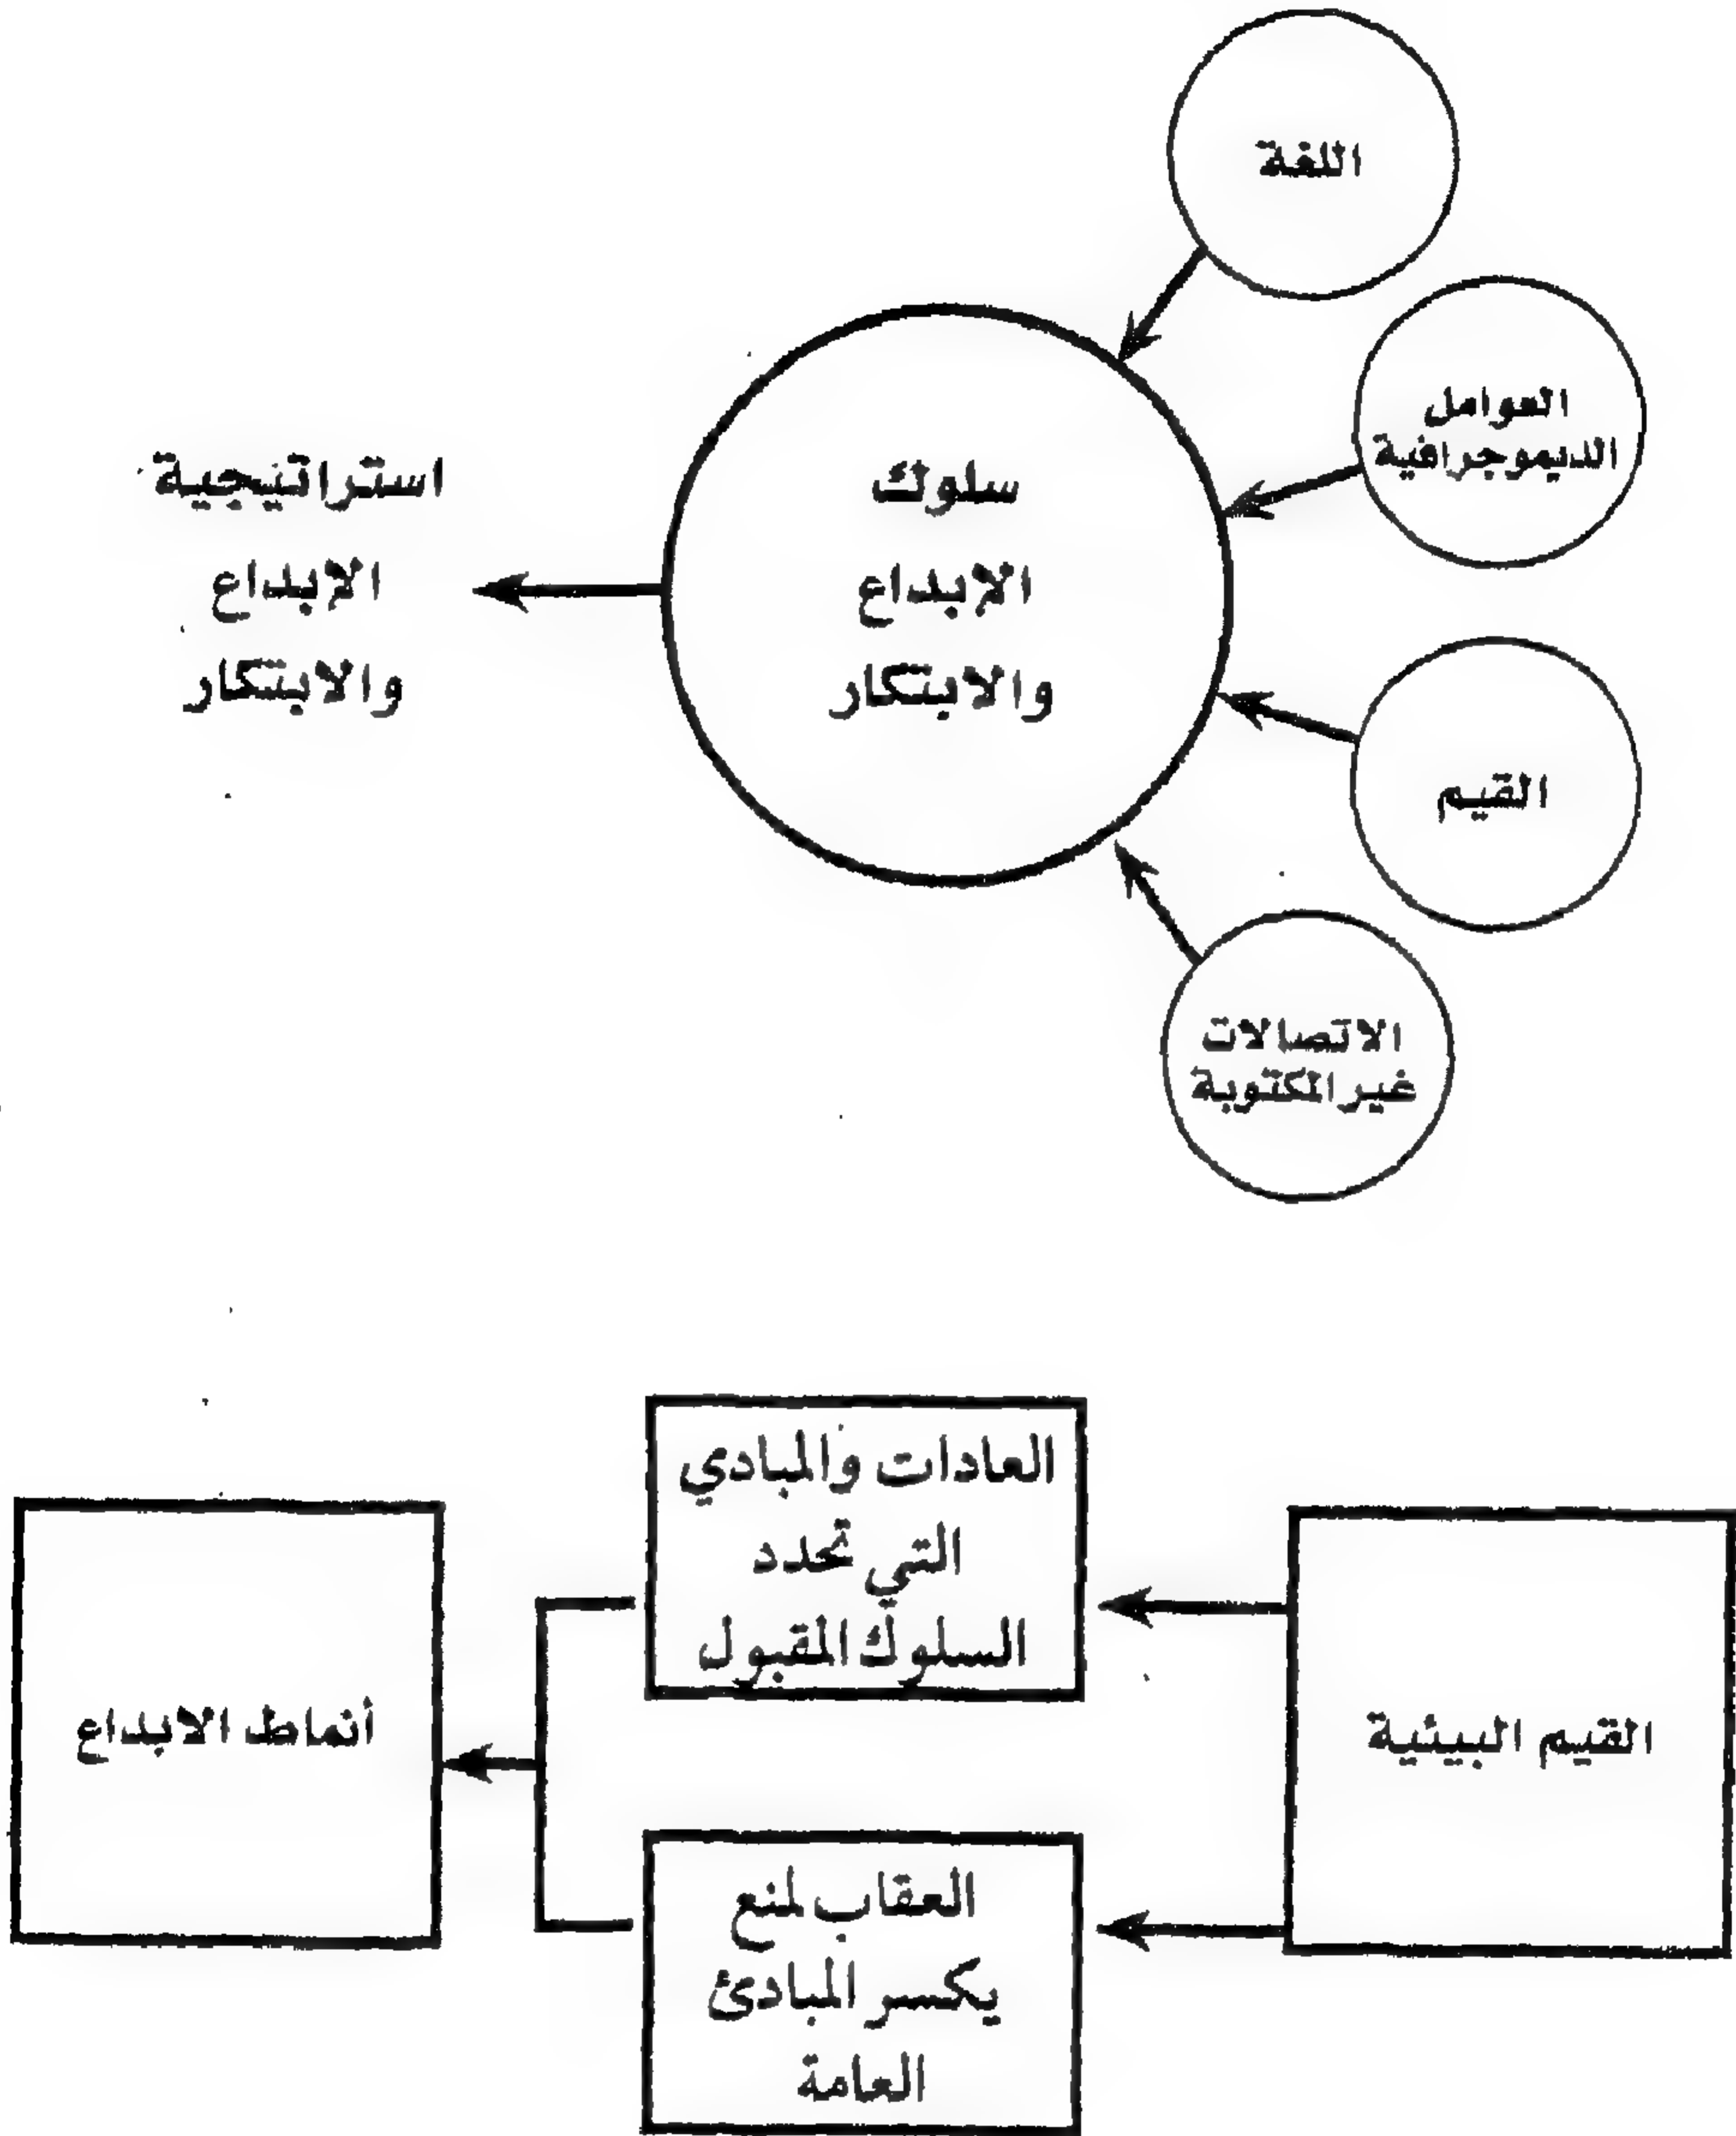 اللغة
العوامل
الديموجرافية
القيم
الاتصالات
غير المكتوبة
سلوك
الإبداع
والابتكار
استراتيجية
الإبداع
والابتكار
القيم البيئية
العادات والمبادي
التي تحدد
السلوك المقبول
العقاب لمنع
يكسر المبادئ
العامة
أنماط الابداع